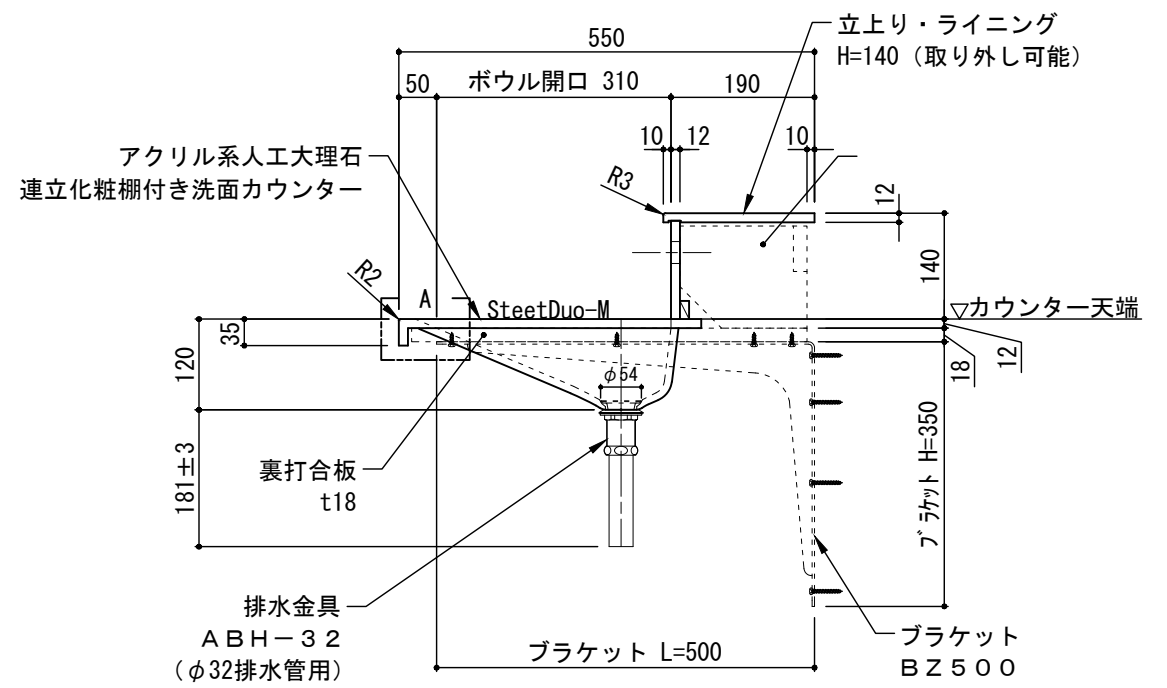 立上り・ライニング
H=140（取り外し可能）
550
50
ボウル開口 310
190
10
12
10
アクリル系人工大理石
連立化粧棚付き洗面カウンター
R3
12
140
R2
A
SteetDuo-M
▽カウンター天端
35
120
18
12
φ54
181±3
裏打合板
t18
ブラケット H=350
排水金具
ＡＢＨ－３２
（φ32排水管用）
ブラケット L=500
ブラケット
ＢＺ５００